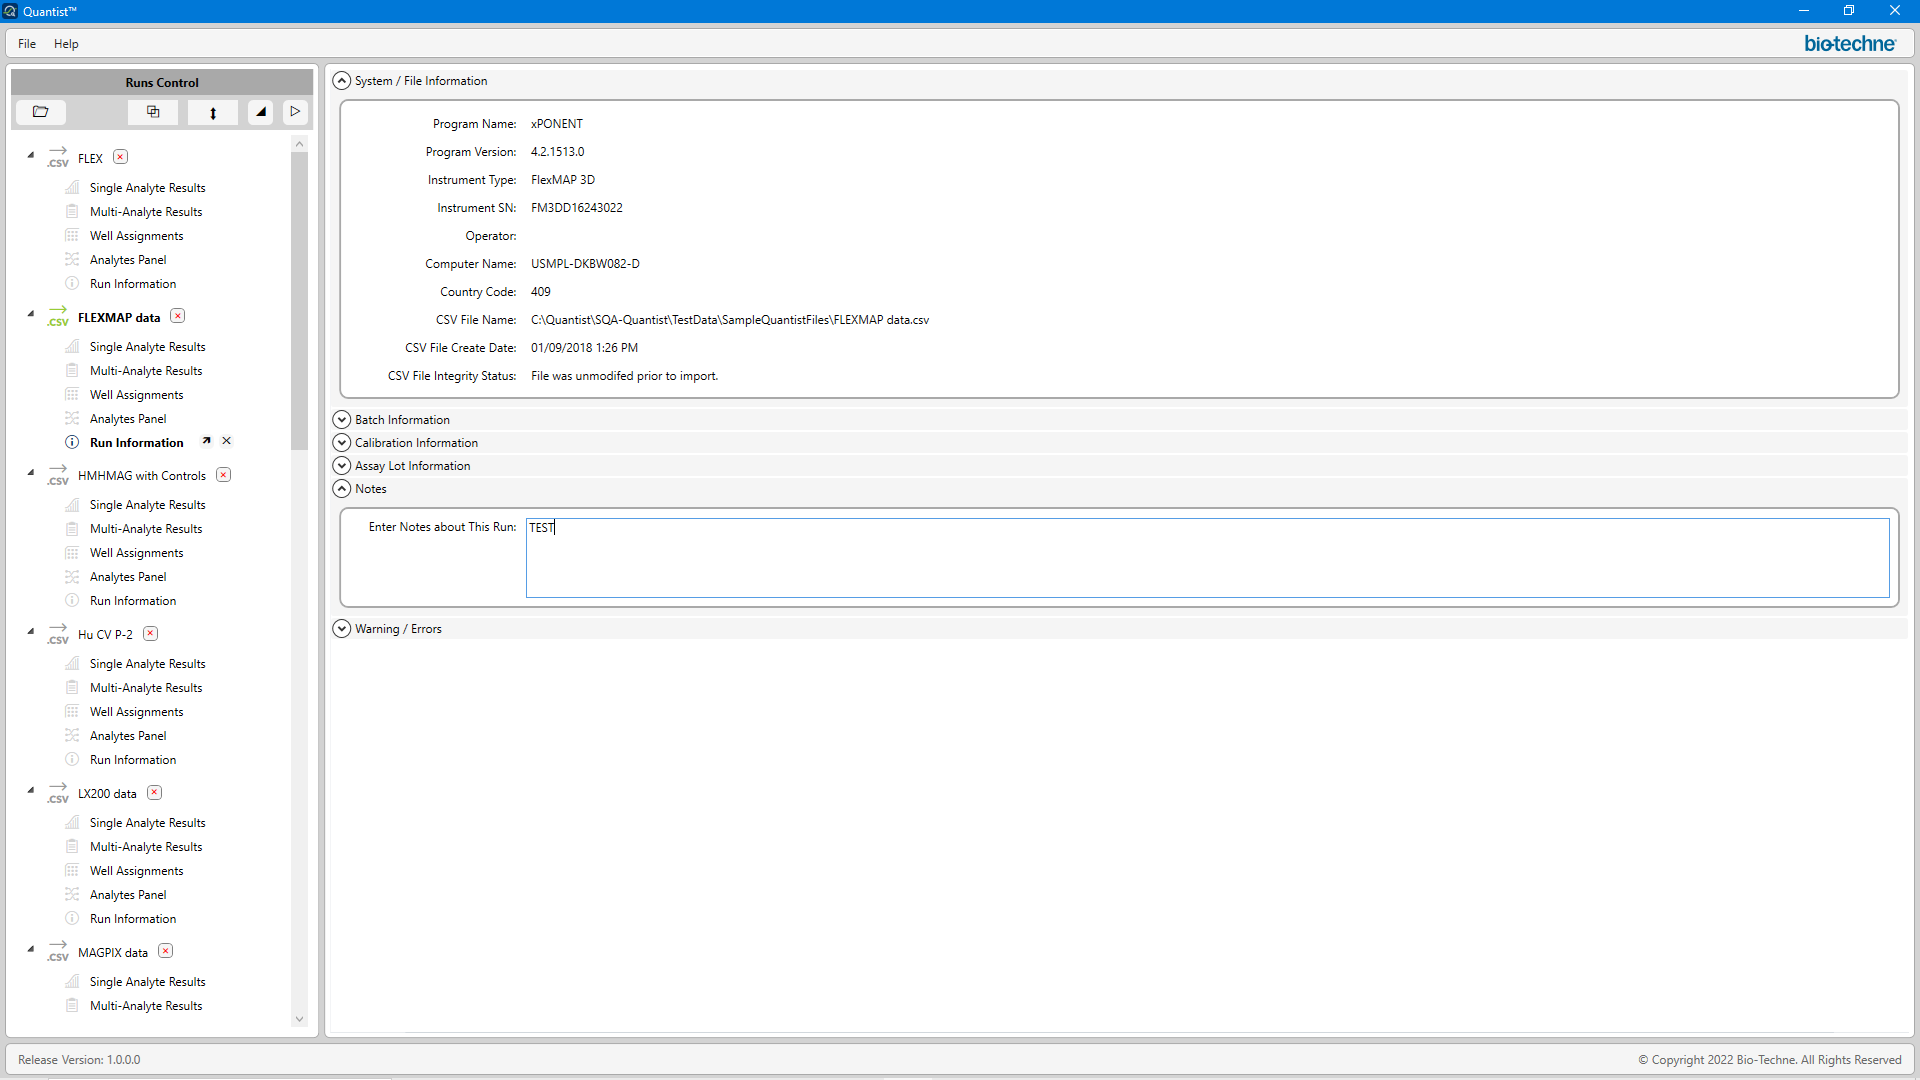 Quantist™
File Help
bio-techne
Runs Control
.CSV FLEX
Single Analyte Results
Multi-Analyte Results
Well Assignments
Analytes Panel
Run Information
.CSV FLEXMAP data
Single Analyte Results
Multi-Analyte Results
Well Assignments
Analytes Panel
Run Information
.CSV HMHMAG with Controls
Single Analyte Results
Multi-Analyte Results
Well Assignments
Analytes Panel
Run Information
.CSV Hu CV P-2
Single Analyte Results
Multi-Analyte Results
Well Assignments
Analytes Panel
Run Information
.CSV LX200 data
Single Analyte Results
Multi-Analyte Results
Well Assignments
Analytes Panel
Run Information
.CSV MAGPIX data
Single Analyte Results
Multi-Analyte Results
System / File Information
Program Name: xPONENT
Program Version: 4.2.1513.0
Instrument Type: FlexMAP 3D
Instrument SN: FM3DD16243022
Operator:
Computer Name: USMPL-DKBW082-D
Country Code: 409
CSV File Name: C:\Quantist\SQA-Quantist\TestData\SampleQuantistFiles\FLEXMAP data.csv
CSV File Create Date: 01/09/2018 1:26 PM
CSV File Integrity Status: File was unmodifed prior to import.
Batch Information
Calibration Information
Assay Lot Information
Notes
Enter Notes about This Run: TEST
Warning / Errors
Release Version: 1.0.0.0
© Copyright 2022 Bio-Techne. All Rights Reserved